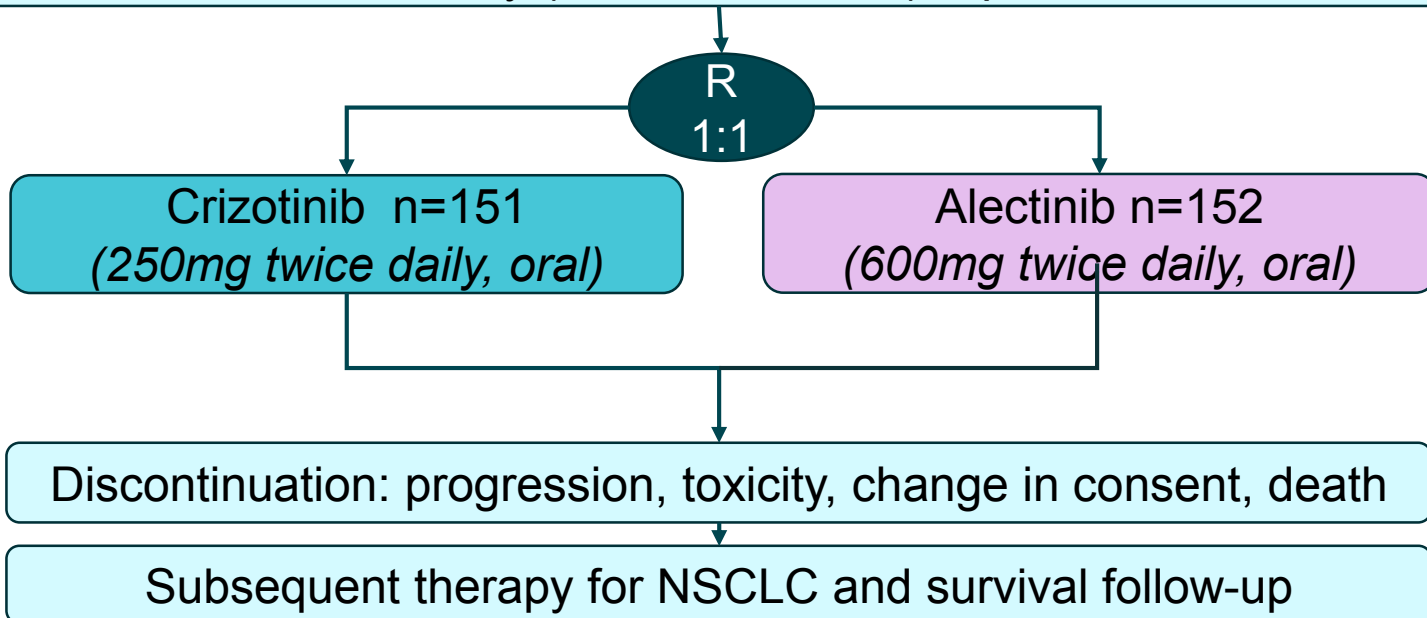 R
1:1
Crizotinib n=151
(250mg twice daily, oral)
Alectinib n=152
(600mg twice daily, oral)
Discontinuation: progression, toxicity, change in consent, death
Subsequent therapy for NSCLC and survival follow-up